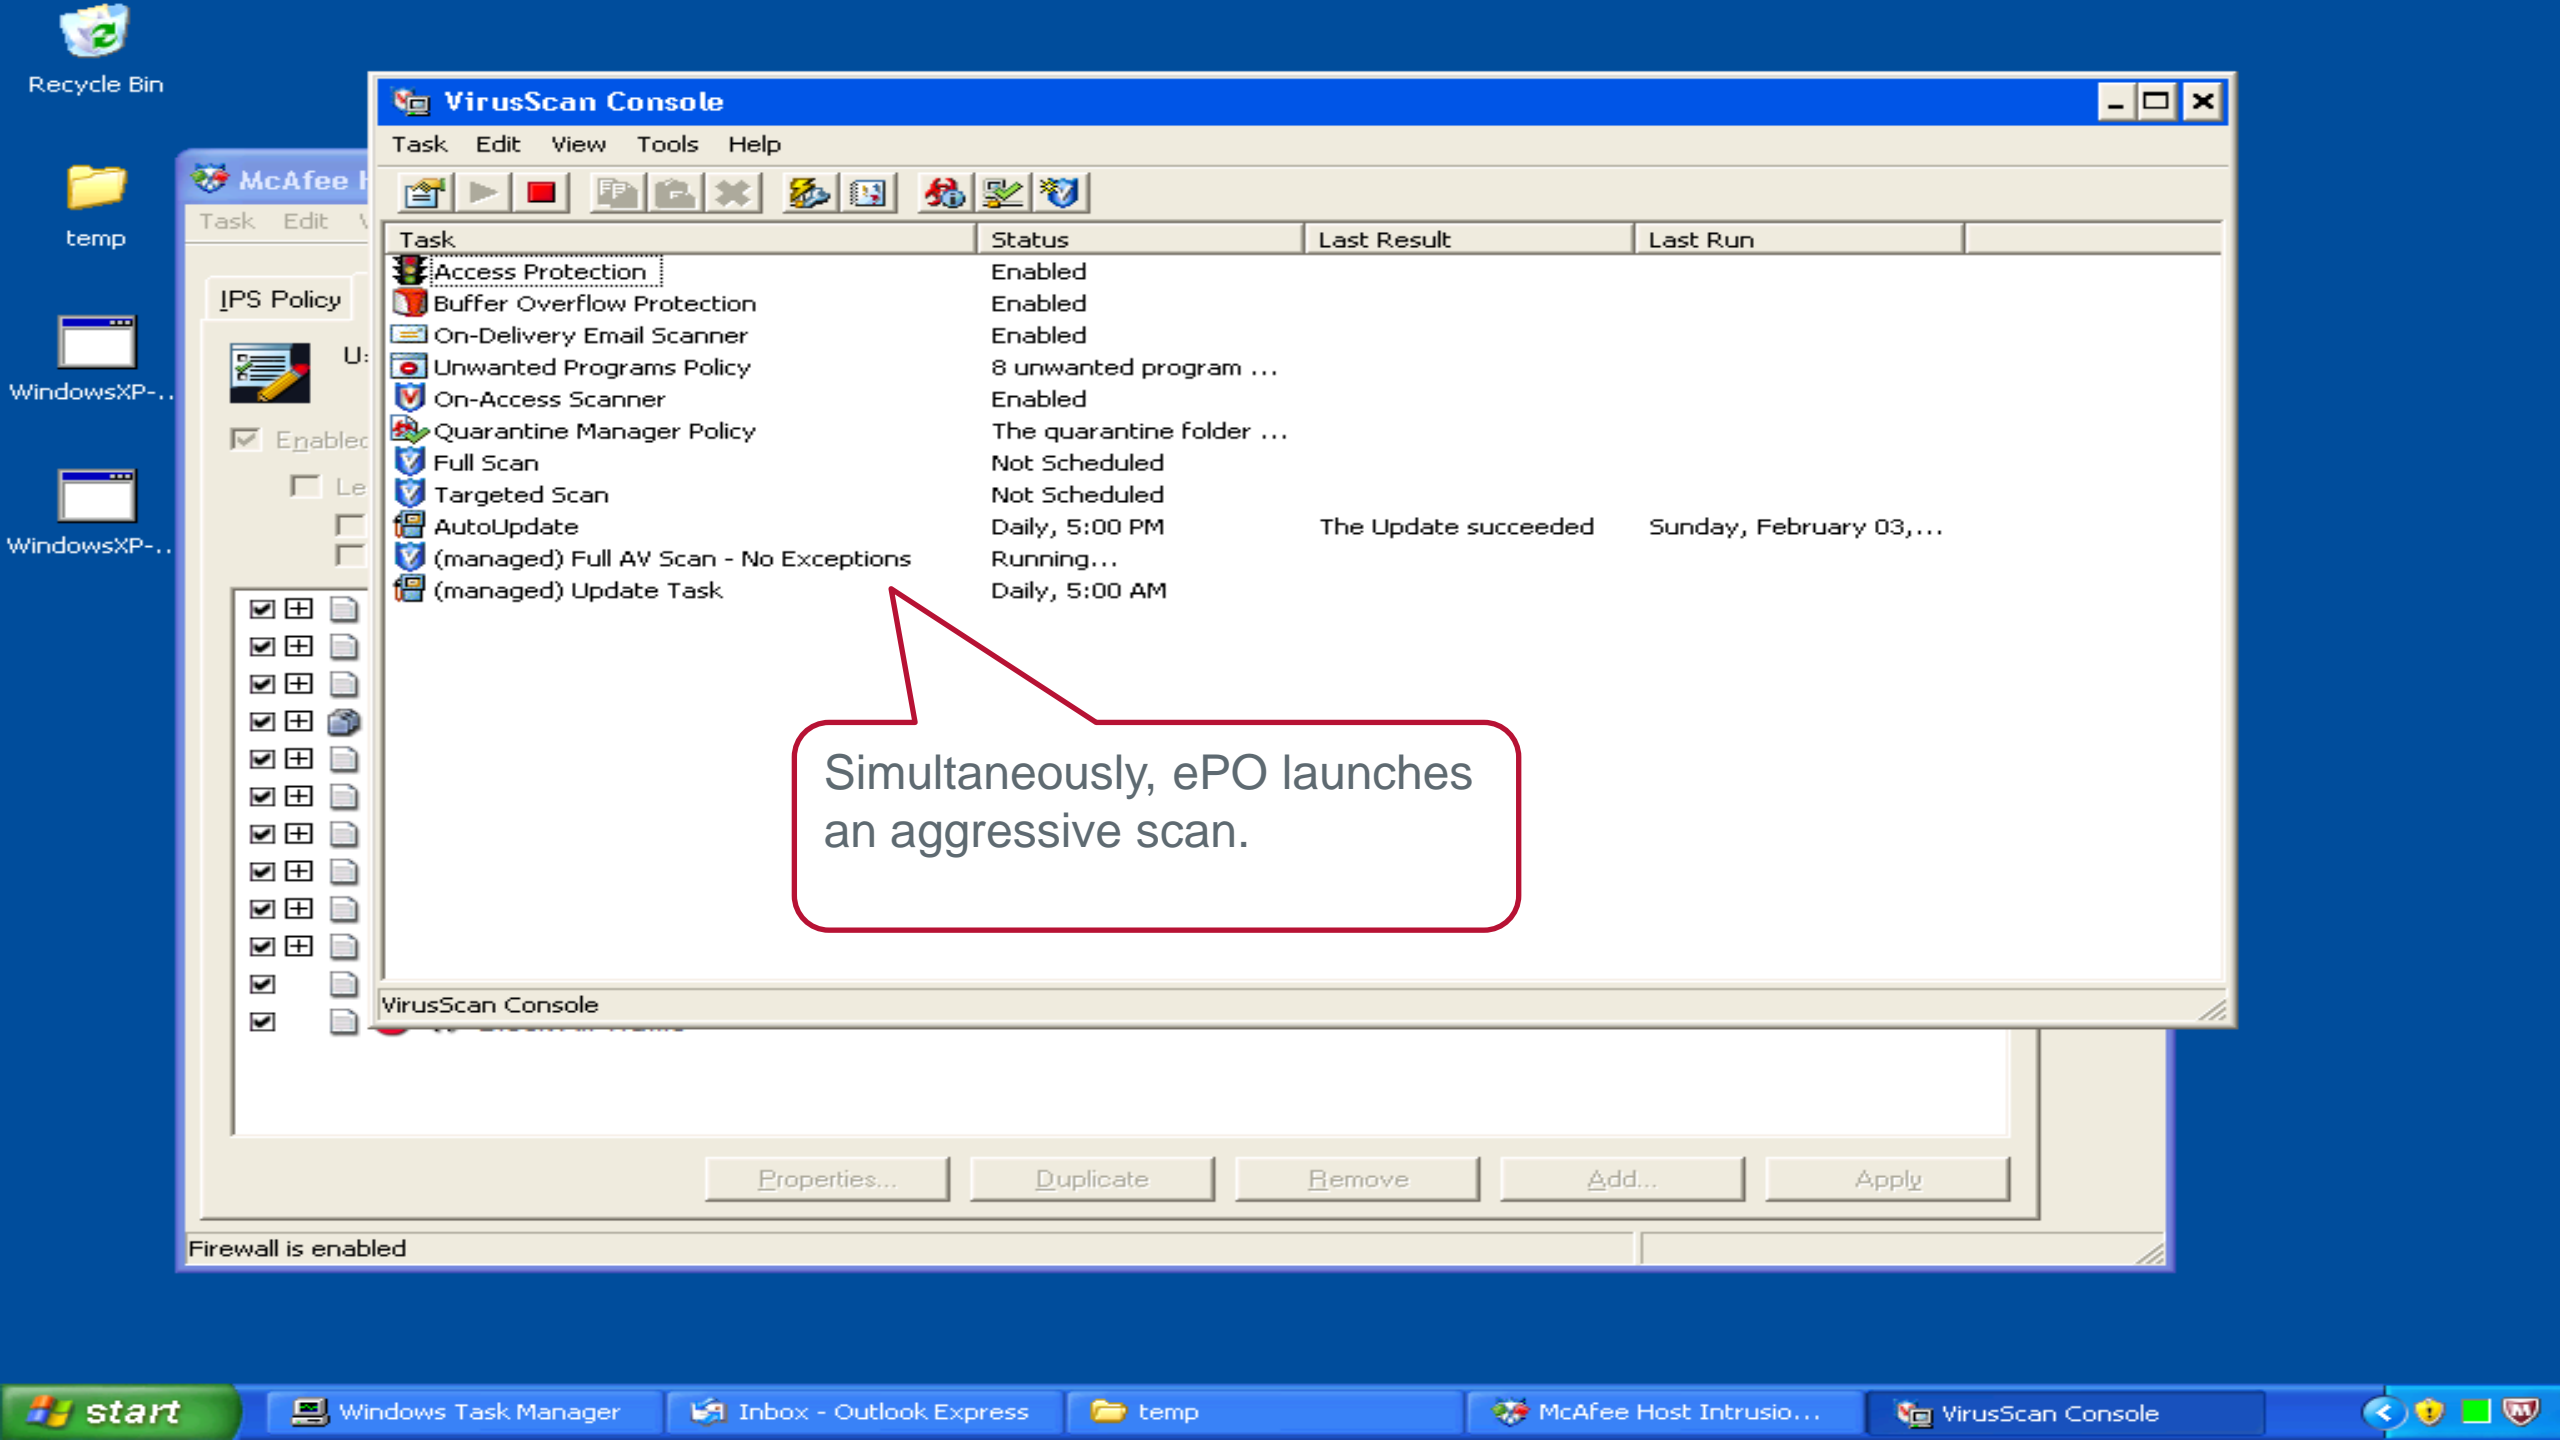 Recycle Bin
temp
WindowsXP-..
WindowsXP-..
McAfee H
Task Edit
IPS Policy
Enabled
Le
VirusScan Console
Task Edit View Tools Help
Task Status Last Result Last Run
Access Protection Enabled
Buffer Overflow Protection Enabled
On-Delivery Email Scanner Enabled
Unwanted Programs Policy 8 unwanted program ...
On-Access Scanner Enabled
Quarantine Manager Policy The quarantine folder ...
Full Scan Not Scheduled
Targeted Scan Not Scheduled
AutoUpdate Daily, 5:00 PM The Update succeeded Sunday, February 03,...
(managed) Full AV Scan - No Exceptions Running...
(managed) Update Task Daily, 5:00 AM
Simultaneously, ePO launches
an aggressive scan.
VirusScan Console
Properties... Duplicate Remove Add... Apply
Firewall is enabled
start Windows Task Manager Inbox - Outlook Express temp McAfee Host Intrusio... VirusScan Console